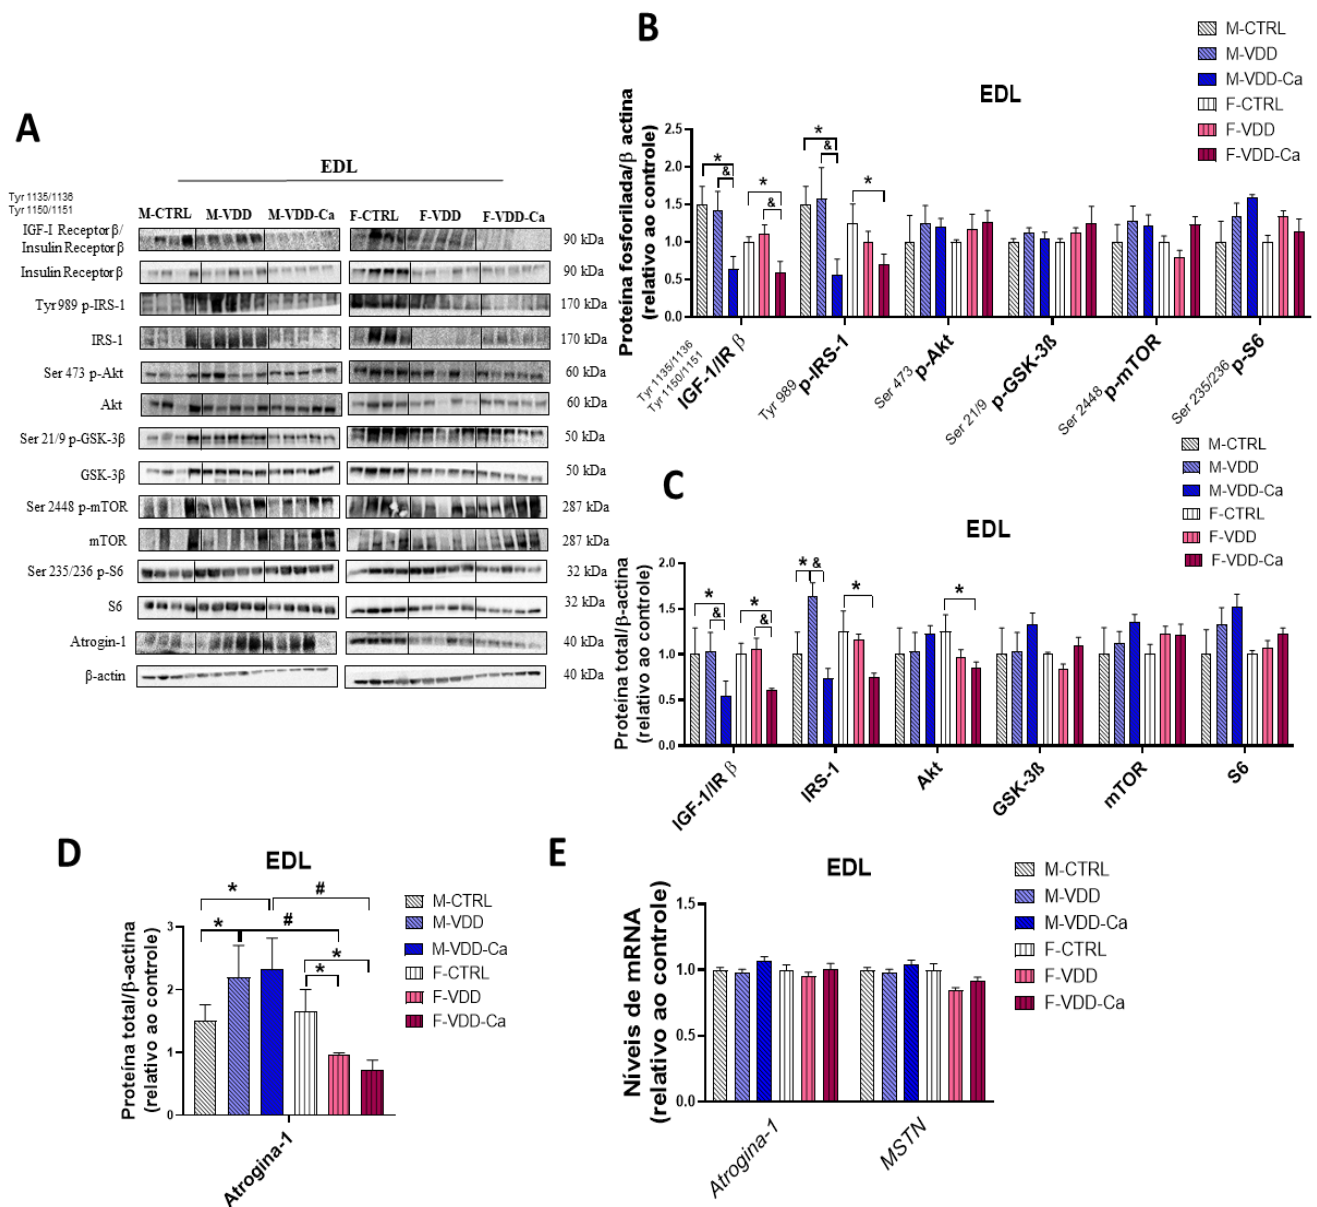 A
EDL
Tyr 1135/1136
Tyr 1150/1151
M-CTRL M-VDD M-VDD-Ca F-CTRL F-VDD F-VDD-Ca
IGF-I Receptor β/
Insulin Receptor β
90 kDa
Insulin Receptor β 90 kDa
Tyr 989 p-IRS-1 170 kDa
IRS-1 170 kDa
Ser 473 p-Akt 60 kDa
Akt 60 kDa
Ser 21/9 p-GSK-3β 50 kDa
GSK-3β 50 kDa
Ser 2448 p-mTOR 287 kDa
mTOR 287 kDa
Ser 235/236 p-S6 32 kDa
S6 32 kDa
Atrogin-1 40 kDa
β-actin 40 kDa
B
M-CTRL
M-VDD
M-VDD-Ca
F-CTRL
F-VDD
F-VDD-Ca
EDL
Proteína fosforilada/β actina
(relativo ao controle)
2.5
2.0
1.5
1.0
0.5
0.0
* & * & * & *
Tyr 1135/1136
Tyr 1150/1151
IGF-1/IR β
Tyr 989
p-IRS-1
Ser 473
p-Akt
Ser 21/9
p-GSK-3ß
Ser 2448
p-mTOR
Ser 235/236
p-S6
C
M-CTRL
M-VDD
M-VDD-Ca
F-CTRL
F-VDD
F-VDD-Ca
EDL
Proteína total/β-actina
(relativo ao controle)
2.0
1.5
1.0
0.5
0.0
* & * & * & * *
IGF-1/IR β
IRS-1
Akt
GSK-3ß
mTOR
S6
D
EDL
M-CTRL
M-VDD
M-VDD-Ca
F-CTRL
F-VDD
F-VDD-Ca
Proteína total/β-actina
(relativo ao controle)
3
2
1
0
* #
* #
*
*
Atrogina-1
E
EDL
M-CTRL
M-VDD
M-VDD-Ca
F-CTRL
F-VDD
F-VDD-Ca
Níveis de mRNA
(relativo ao controle)
1.5
1.0
0.5
0.0
Atrogina-1
MSTN